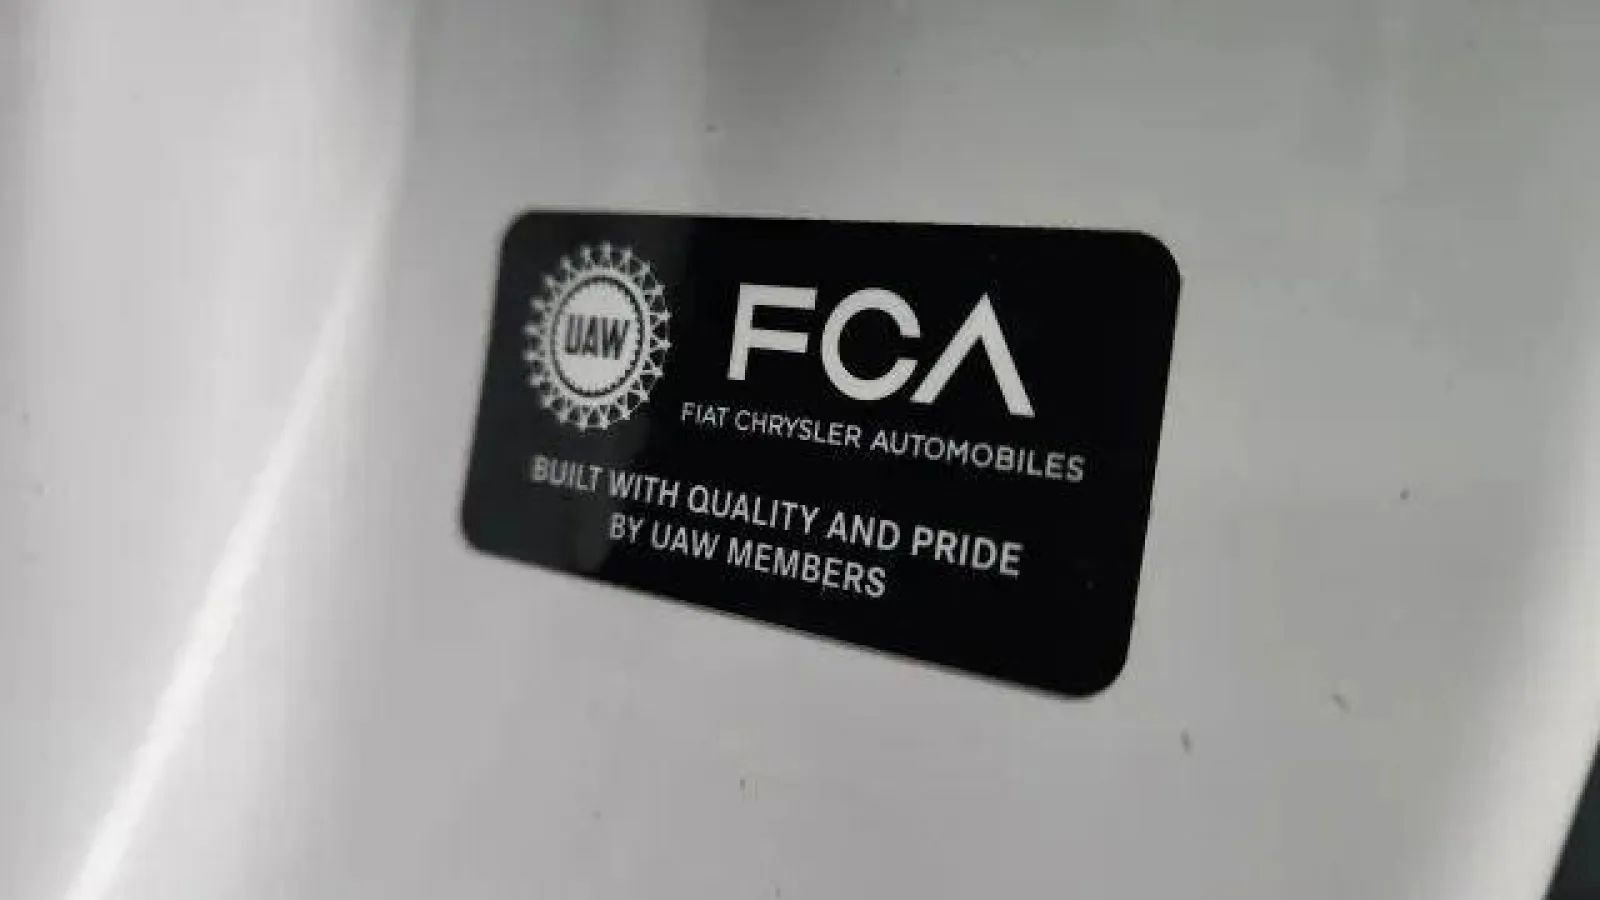 UAW
FCA
FIAT CHRYSLER AUTOMOBILES
BUILT WITH QUALITY AND PRIDE
BY UAW MEMBERS